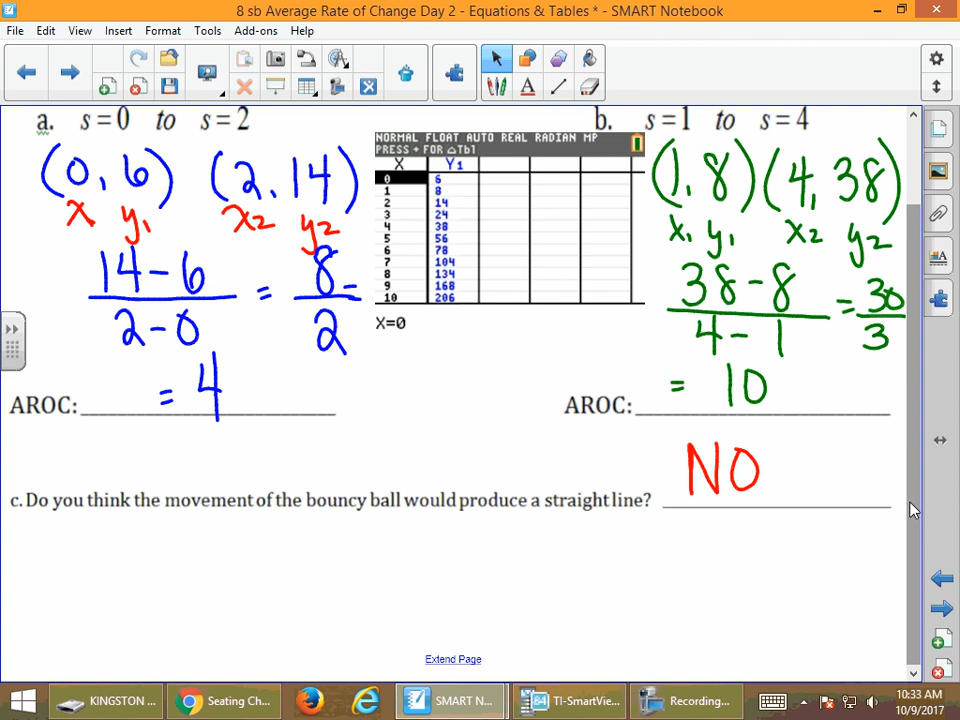 8 sb Average Rate of Change Day 2 - Equations & Tables * - SMART Notebook
File Edit View Insert Format Tools Add-ons Help
a. s = 0 to s = 2
b. s = 1 to s = 4
(0, 6) (2, 14)
x y₁ x₂ y₂
14 - 6 = 8 =
2 - 0 2
= 4
AROC:
NORMAL FLOAT AUTO REAL RADIAN MP
PRESS + FOR △Tb1
X Y1
0 6
1 8
2 14
3 24
4 38
5 56
6 78
7 104
8 134
9 168
10 206
X=0
(1, 8) (4, 38)
x₁ y₁ x₂ y₂
38 - 8 = 30
4 - 1 3
= 10
AROC:
c. Do you think the movement of the bouncy ball would produce a straight line? NO
Extend Page
KINGSTON ...
Seating Ch...
SMART N...
TI-SmartVie...
Recording...
10:33 AM
10/9/2017